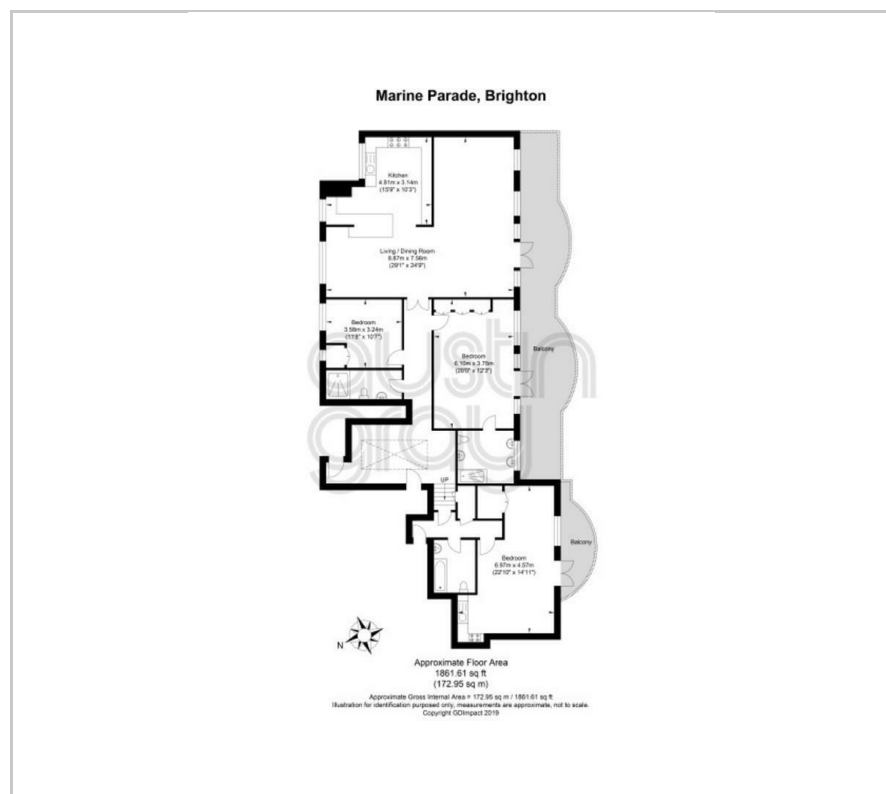 Marine Parade, Brighton
Kitchen
4.81m x 3.14m
(15'9" x 10'3")
Living / Dining Room
8.87m x 7.56m
(29'1" x 24'9")
Bedroom
3.56m x 3.24m
(11'8" x 10'7")
Bedroom
6.10m x 3.75m
(20'0" x 12'3")
Balcony
austin
gray
UP
Balcony
Bedroom
6.97m x 4.57m
(22'10" x 14'11")
N
Approximate Floor Area
1861.61 sq ft
(172.95 sq m)
Approximate Gross Internal Area = 172.95 sq m / 1861.61 sq ft
Illustration for identification purposed only, measurements are approximate, not to scale.
Copyright GDImpact 2019